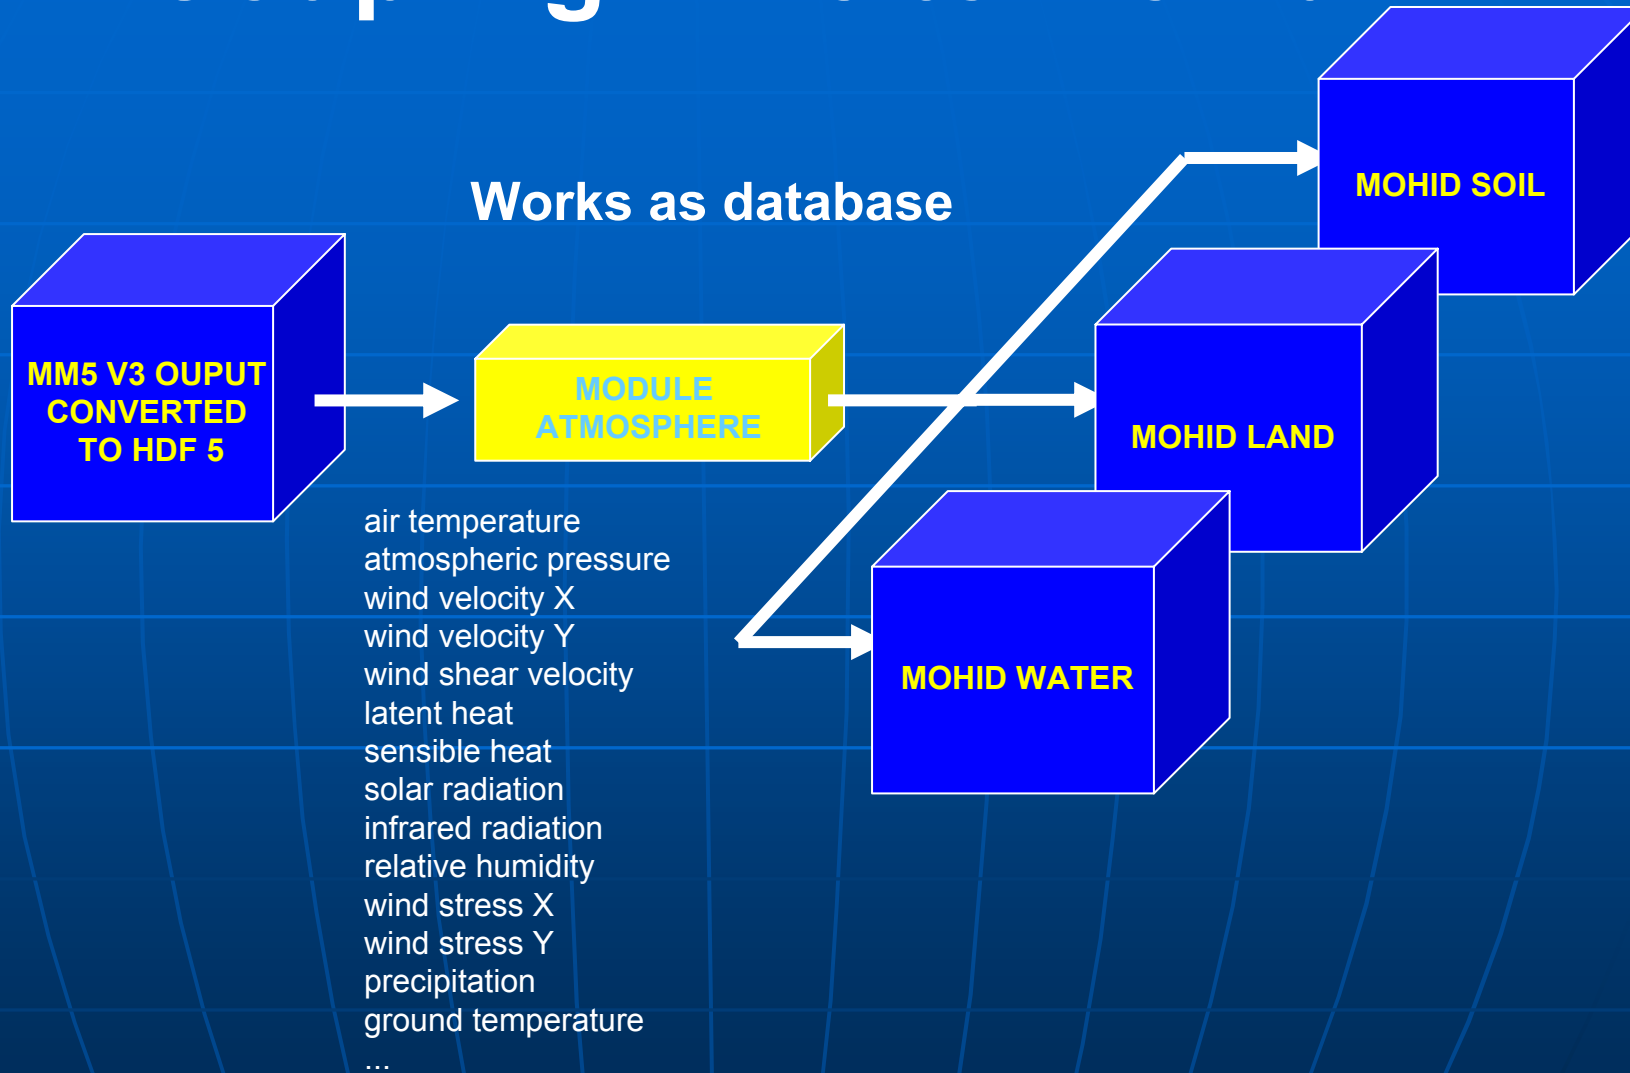 Works as database
MM5 V3 OUPUT
CONVERTED
TO HDF 5
MODULE
ATMOSPHERE
MOHID SOIL
MOHID LAND
MOHID WATER
air temperature
atmospheric pressure
wind velocity X
wind velocity Y
wind shear velocity
latent heat
sensible heat
solar radiation
infrared radiation
relative humidity
wind stress X
wind stress Y
precipitation
ground temperature
...